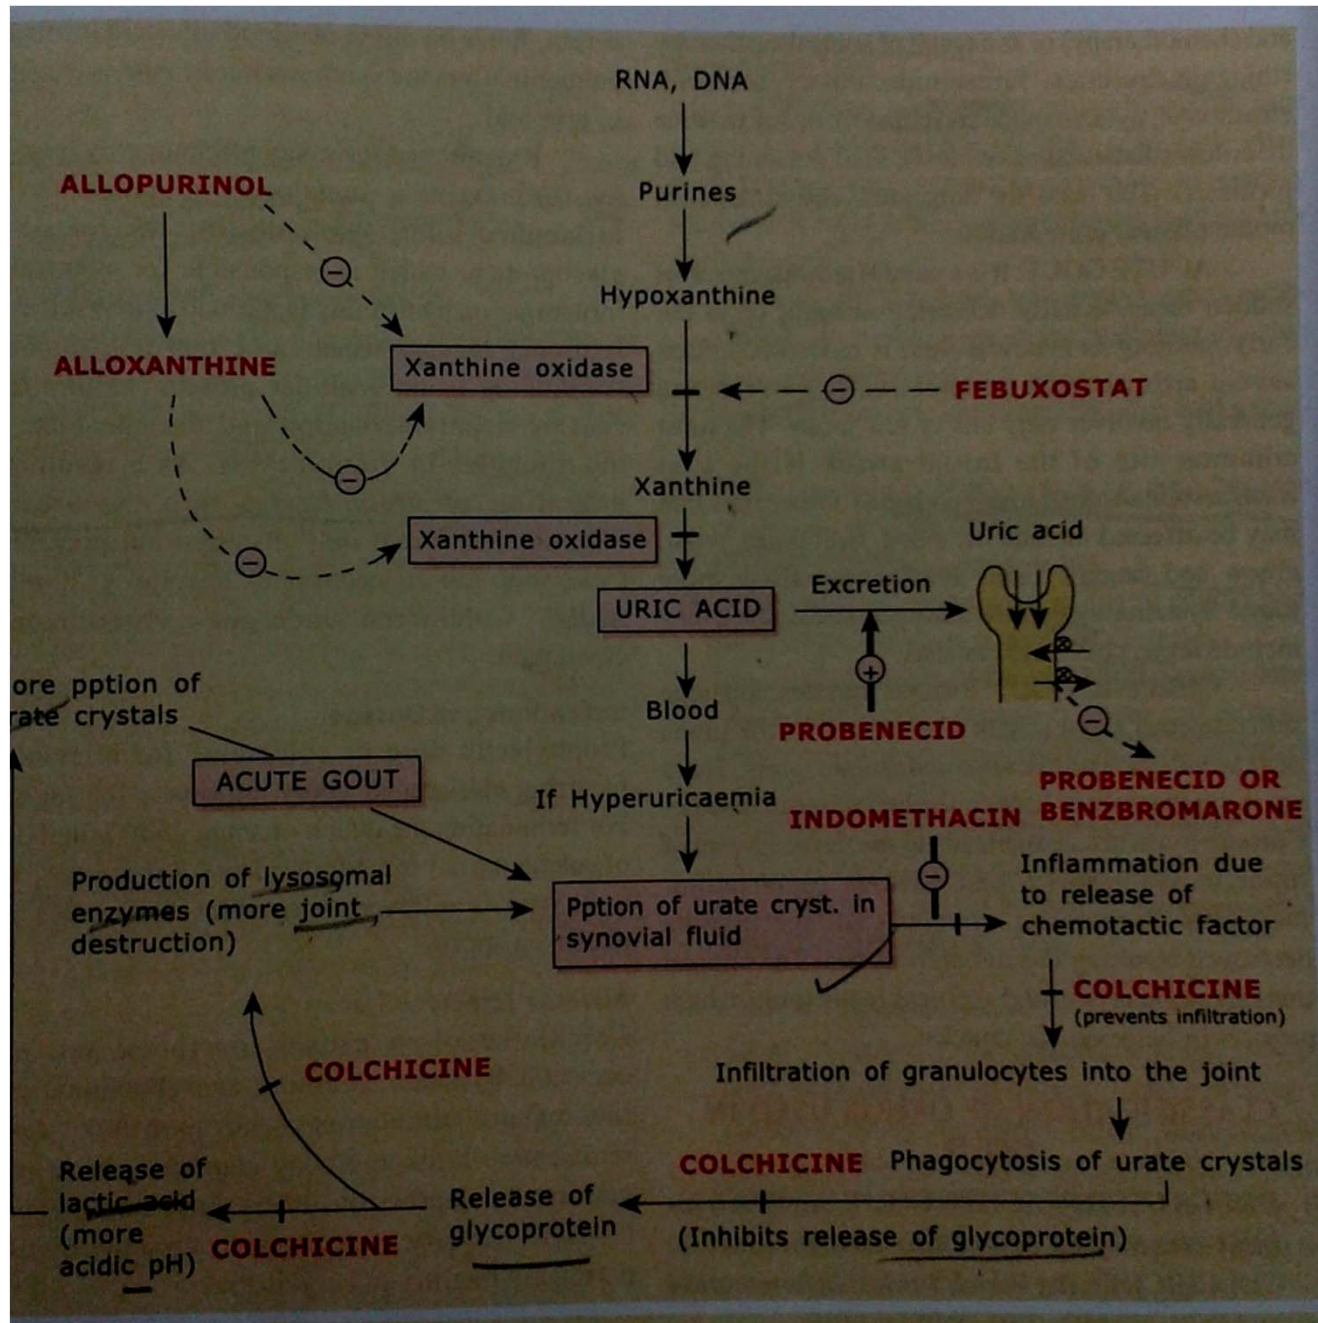 RNA, DNA
ALLOPURINOL
Purines
Hypoxanthine
ALLOXANTHINE
Xanthine oxidase
FEBUXOSTAT
Xanthine
Xanthine oxidase
Uric acid
URIC ACID
Excretion
ore pption of
rate crystals
Blood
PROBENECID
ACUTE GOUT
If Hyperuricaemia
PROBENECID OR
BENZBROMARONE
INDOMETHACIN
Production of lysosomal
enzymes (more joint
destruction)
Pption of urate cryst. in
synovial fluid
Inflammation due
to release of
chemotactic factor
COLCHICINE
(prevents infiltration)
COLCHICINE
Infiltration of granulocytes into the joint
COLCHICINE
Phagocytosis of urate crystals
Release of
lactic acid
(more
acidic pH)
COLCHICINE
Release of
glycoprotein
(Inhibits release of glycoprotein)